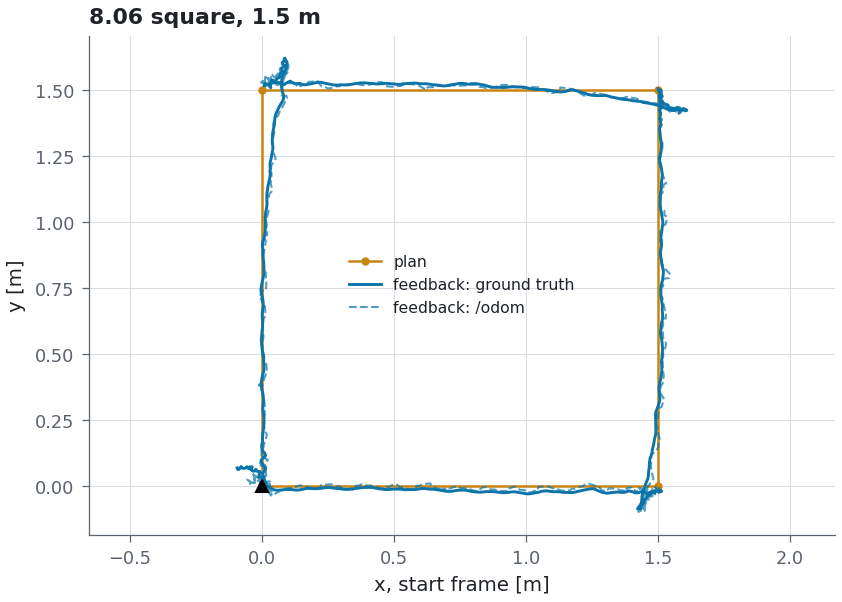 8.06 square, 1.5 m
y [m]
1.50
1.25
1.00
0.75
0.50
0.25
0.00
plan
feedback: ground truth
feedback: /odom
−0.5 0.0 0.5 1.0 1.5 2.0
x, start frame [m]